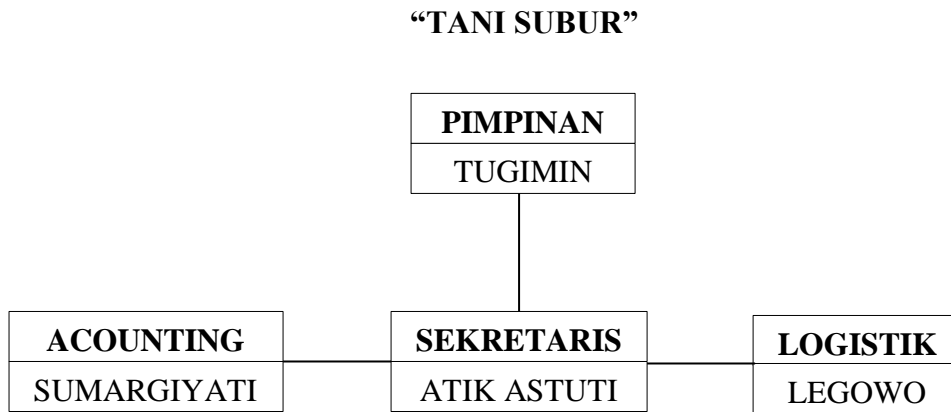 “TANI SUBUR”
PIMPINAN
TUGIMIN
ACOUNTING
SUMARGIYATI
SEKRETARIS
ATIK ASTUTI
LOGISTIK
LEGOWO